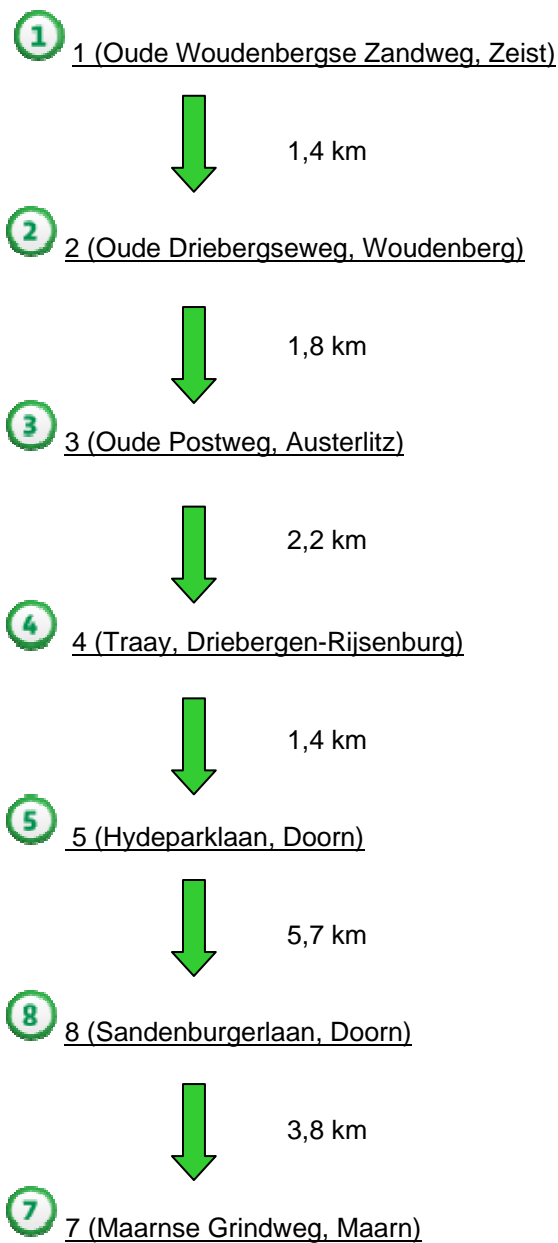 1 1 (Oude Woudenbergse Zandweg, Zeist)
1,4 km
2 2 (Oude Driebergseweg, Woudenberg)
1,8 km
3 3 (Oude Postweg, Austerlitz)
2,2 km
4 4 (Traay, Driebergen-Rijsenburg)
1,4 km
5 5 (Hydeparklaan, Doorn)
5,7 km
8 8 (Sandenburgerlaan, Doorn)
3,8 km
7 7 (Maarnse Grindweg, Maarn)